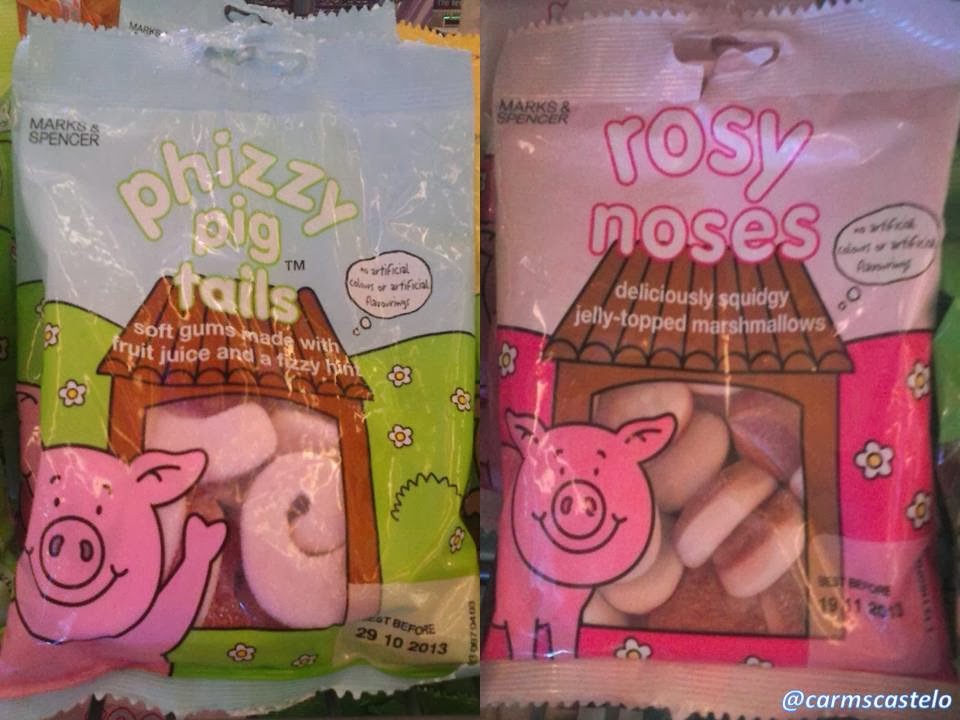 MARKS
MARKS &
SPENCER
phizzy
pig
tails™
soft gums made with
fruit juice and a fizzy hint
no artificial
colours or artificial
flavourings
BEST BEFORE
29 10 2013
MARKS &
SPENCER
rosy
noses
deliciously squidgy
jelly-topped marshmallows
no artificial
colours or artificial
flavourings
BEST BEFORE
19 11 2013
@carmscastelo